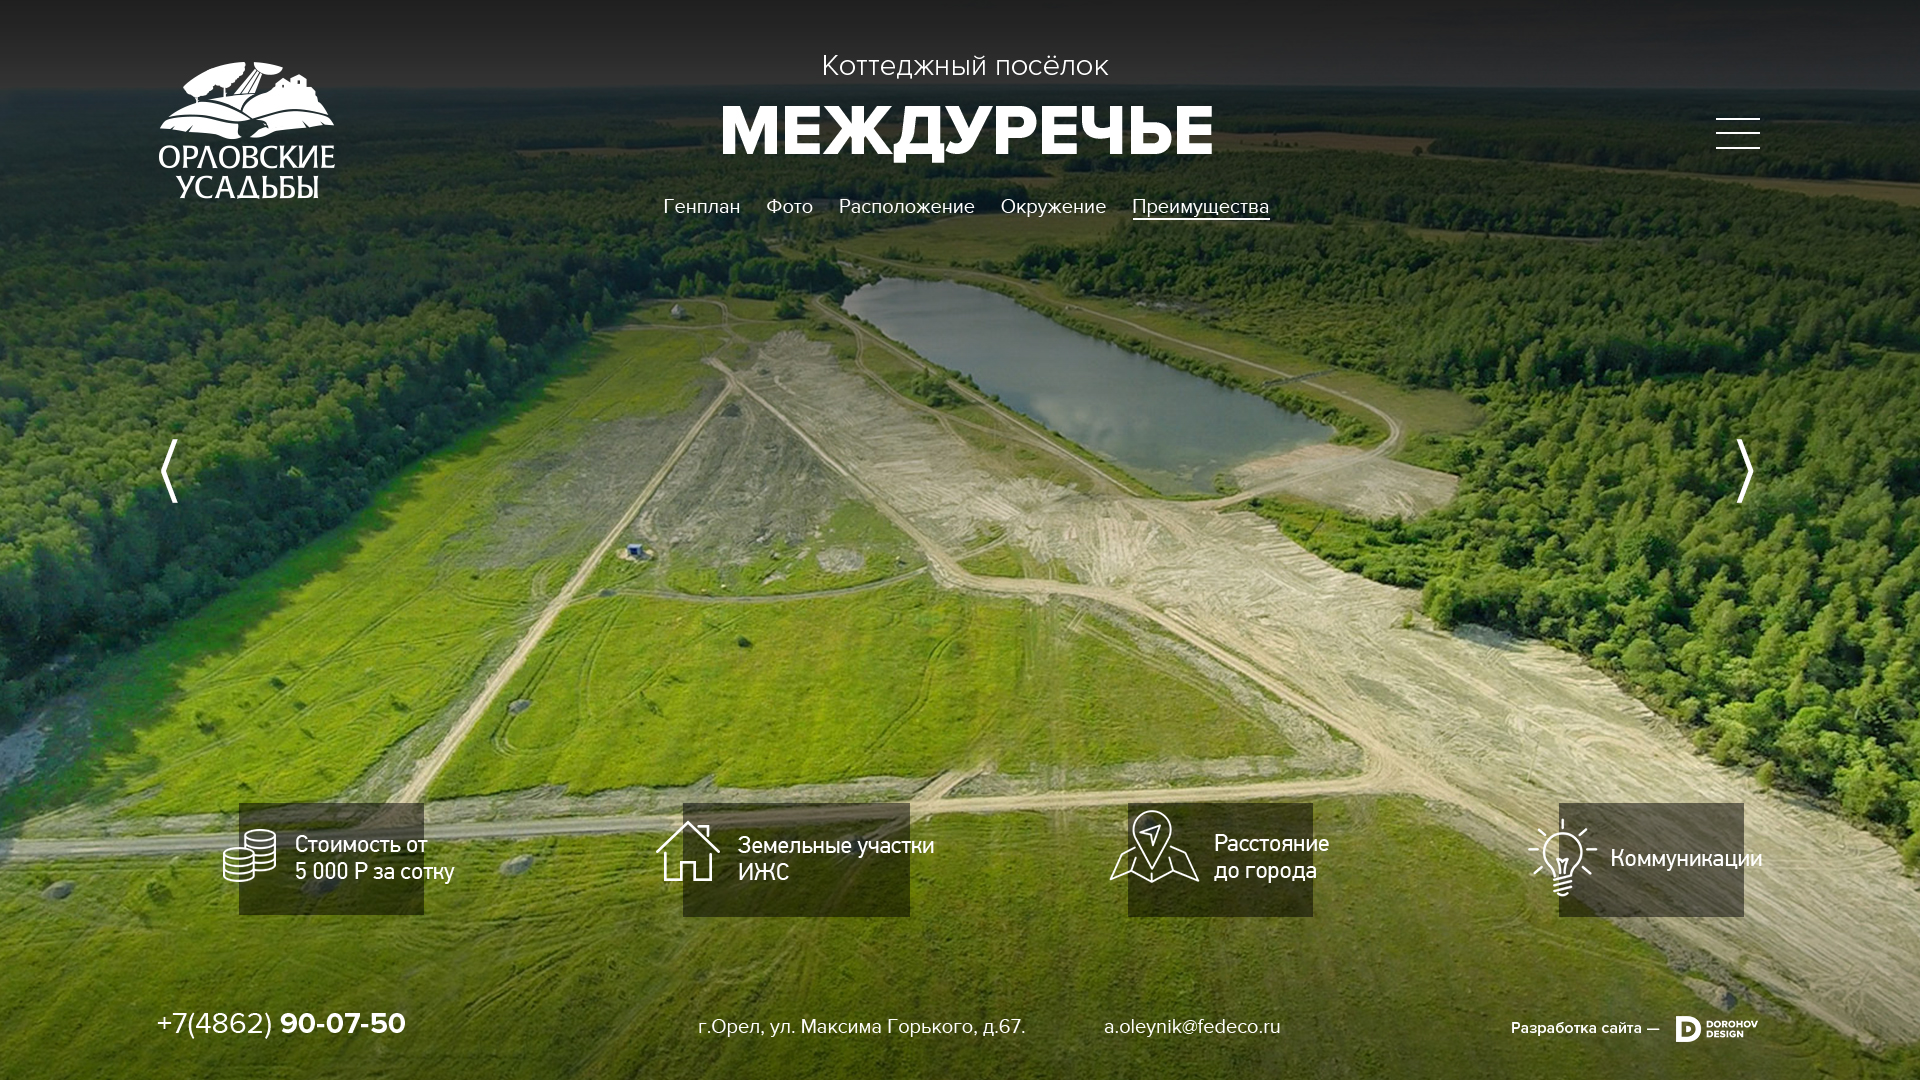 ОРЛОВСКИЕ
УСАДЬБЫ
Коттеджный посёлок
МЕЖДУРЕЧЬЕ
Генплан Фото Расположение Окружение Преимущества
Стоимость от
5 000 Р за сотку
Земельные участки
ИЖС
Расстояние
до города
Коммуникации
+7(4862) 90-07-50
г.Орел, ул. Максима Горького, д.67.
a.oleynik@fedeco.ru
Разработка сайта —
DOROHOV
DESIGN